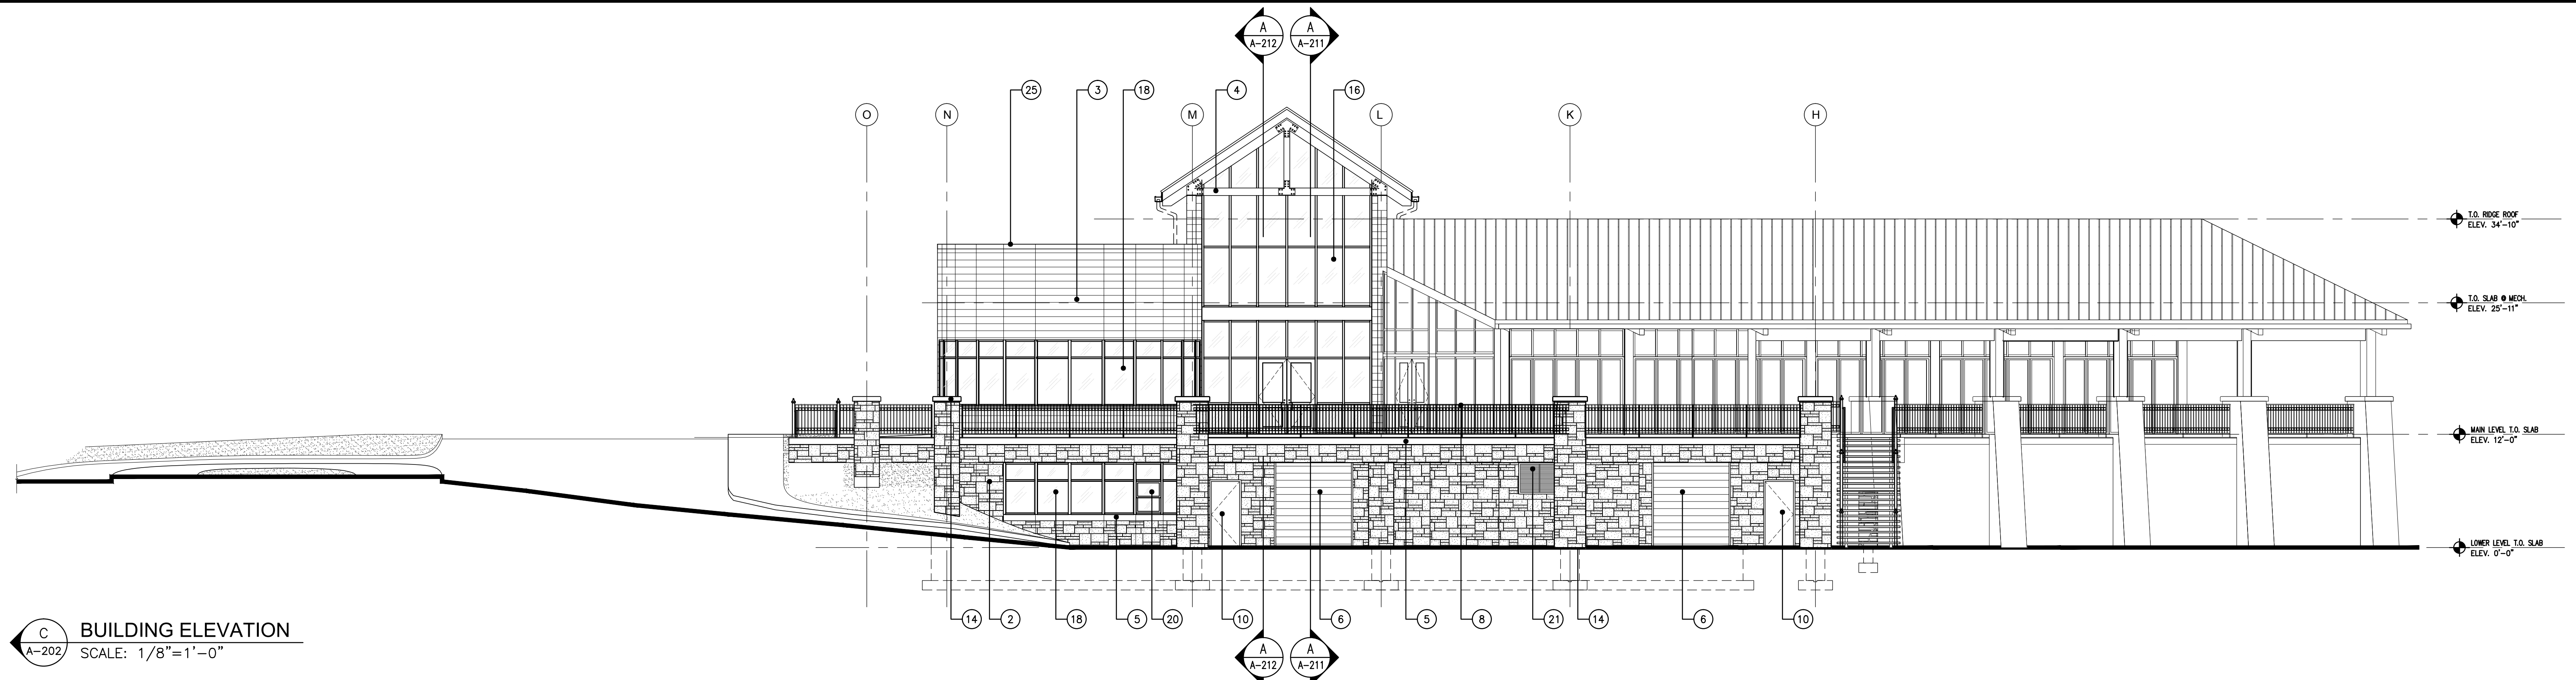 A A
A-212 A-211
25 3 18 4 16
O N M L K H
T.O. RIDGE ROOF
ELEV. 34'-10"
T.O. SLAB @ MECH.
ELEV. 25'-11"
MAIN LEVEL T.O. SLAB
ELEV. 12'-0"
LOWER LEVEL T.O. SLAB
ELEV. 0'-0"
14 2 18 5 20 10 6 5 8 21 14 6 10
C
A-202
BUILDING ELEVATION
SCALE: 1/8"=1'-0"
A A
A-212 A-211